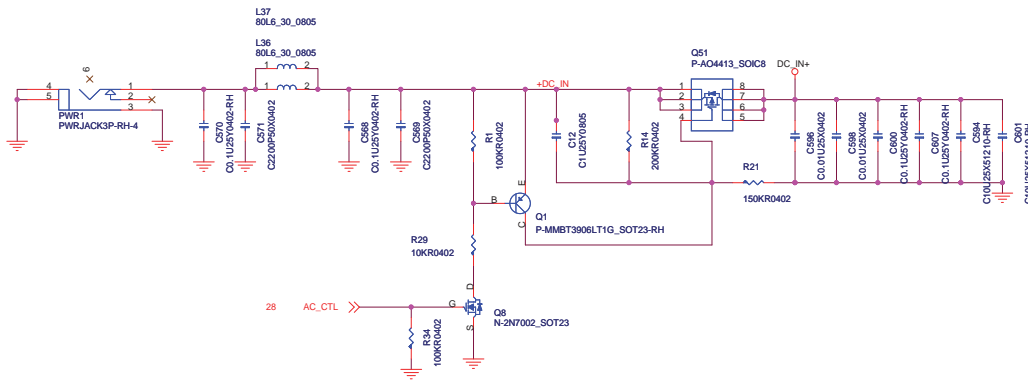 L37
80L6_30_0805
L36
80L6_30_0805
1 2
1 2
6
4
5
1
2
3
PWR1
PWRJACK3P-RH-4
C570
C0.1U25Y0402-RH
C571
C2200P50X0402
C568
C0.1U25Y0402-RH
C569
C2200P50X0402
R1
100KR0402
+DC_IN
C12
C1U25Y0805
R14
200KR0402
Q51
P-AO4413_SOIC8
1
2
3
4
8
7
6
5
DC_IN+
R21
150KR0402
C596
C0.01U25X0402
C598
C0.01U25X0402
C600
C0.1U25Y0402-RH
C607
C0.1U25Y0402-RH
C594
C10U25X51210-RH
C601
C10U25X51210-RH
E
B
C
Q1
P-MMBT3906LT1G_SOT23-RH
R29
10KR0402
28 AC_CTL
D
G
S
Q8
N-2N7002_SOT23
R34
100KR0402